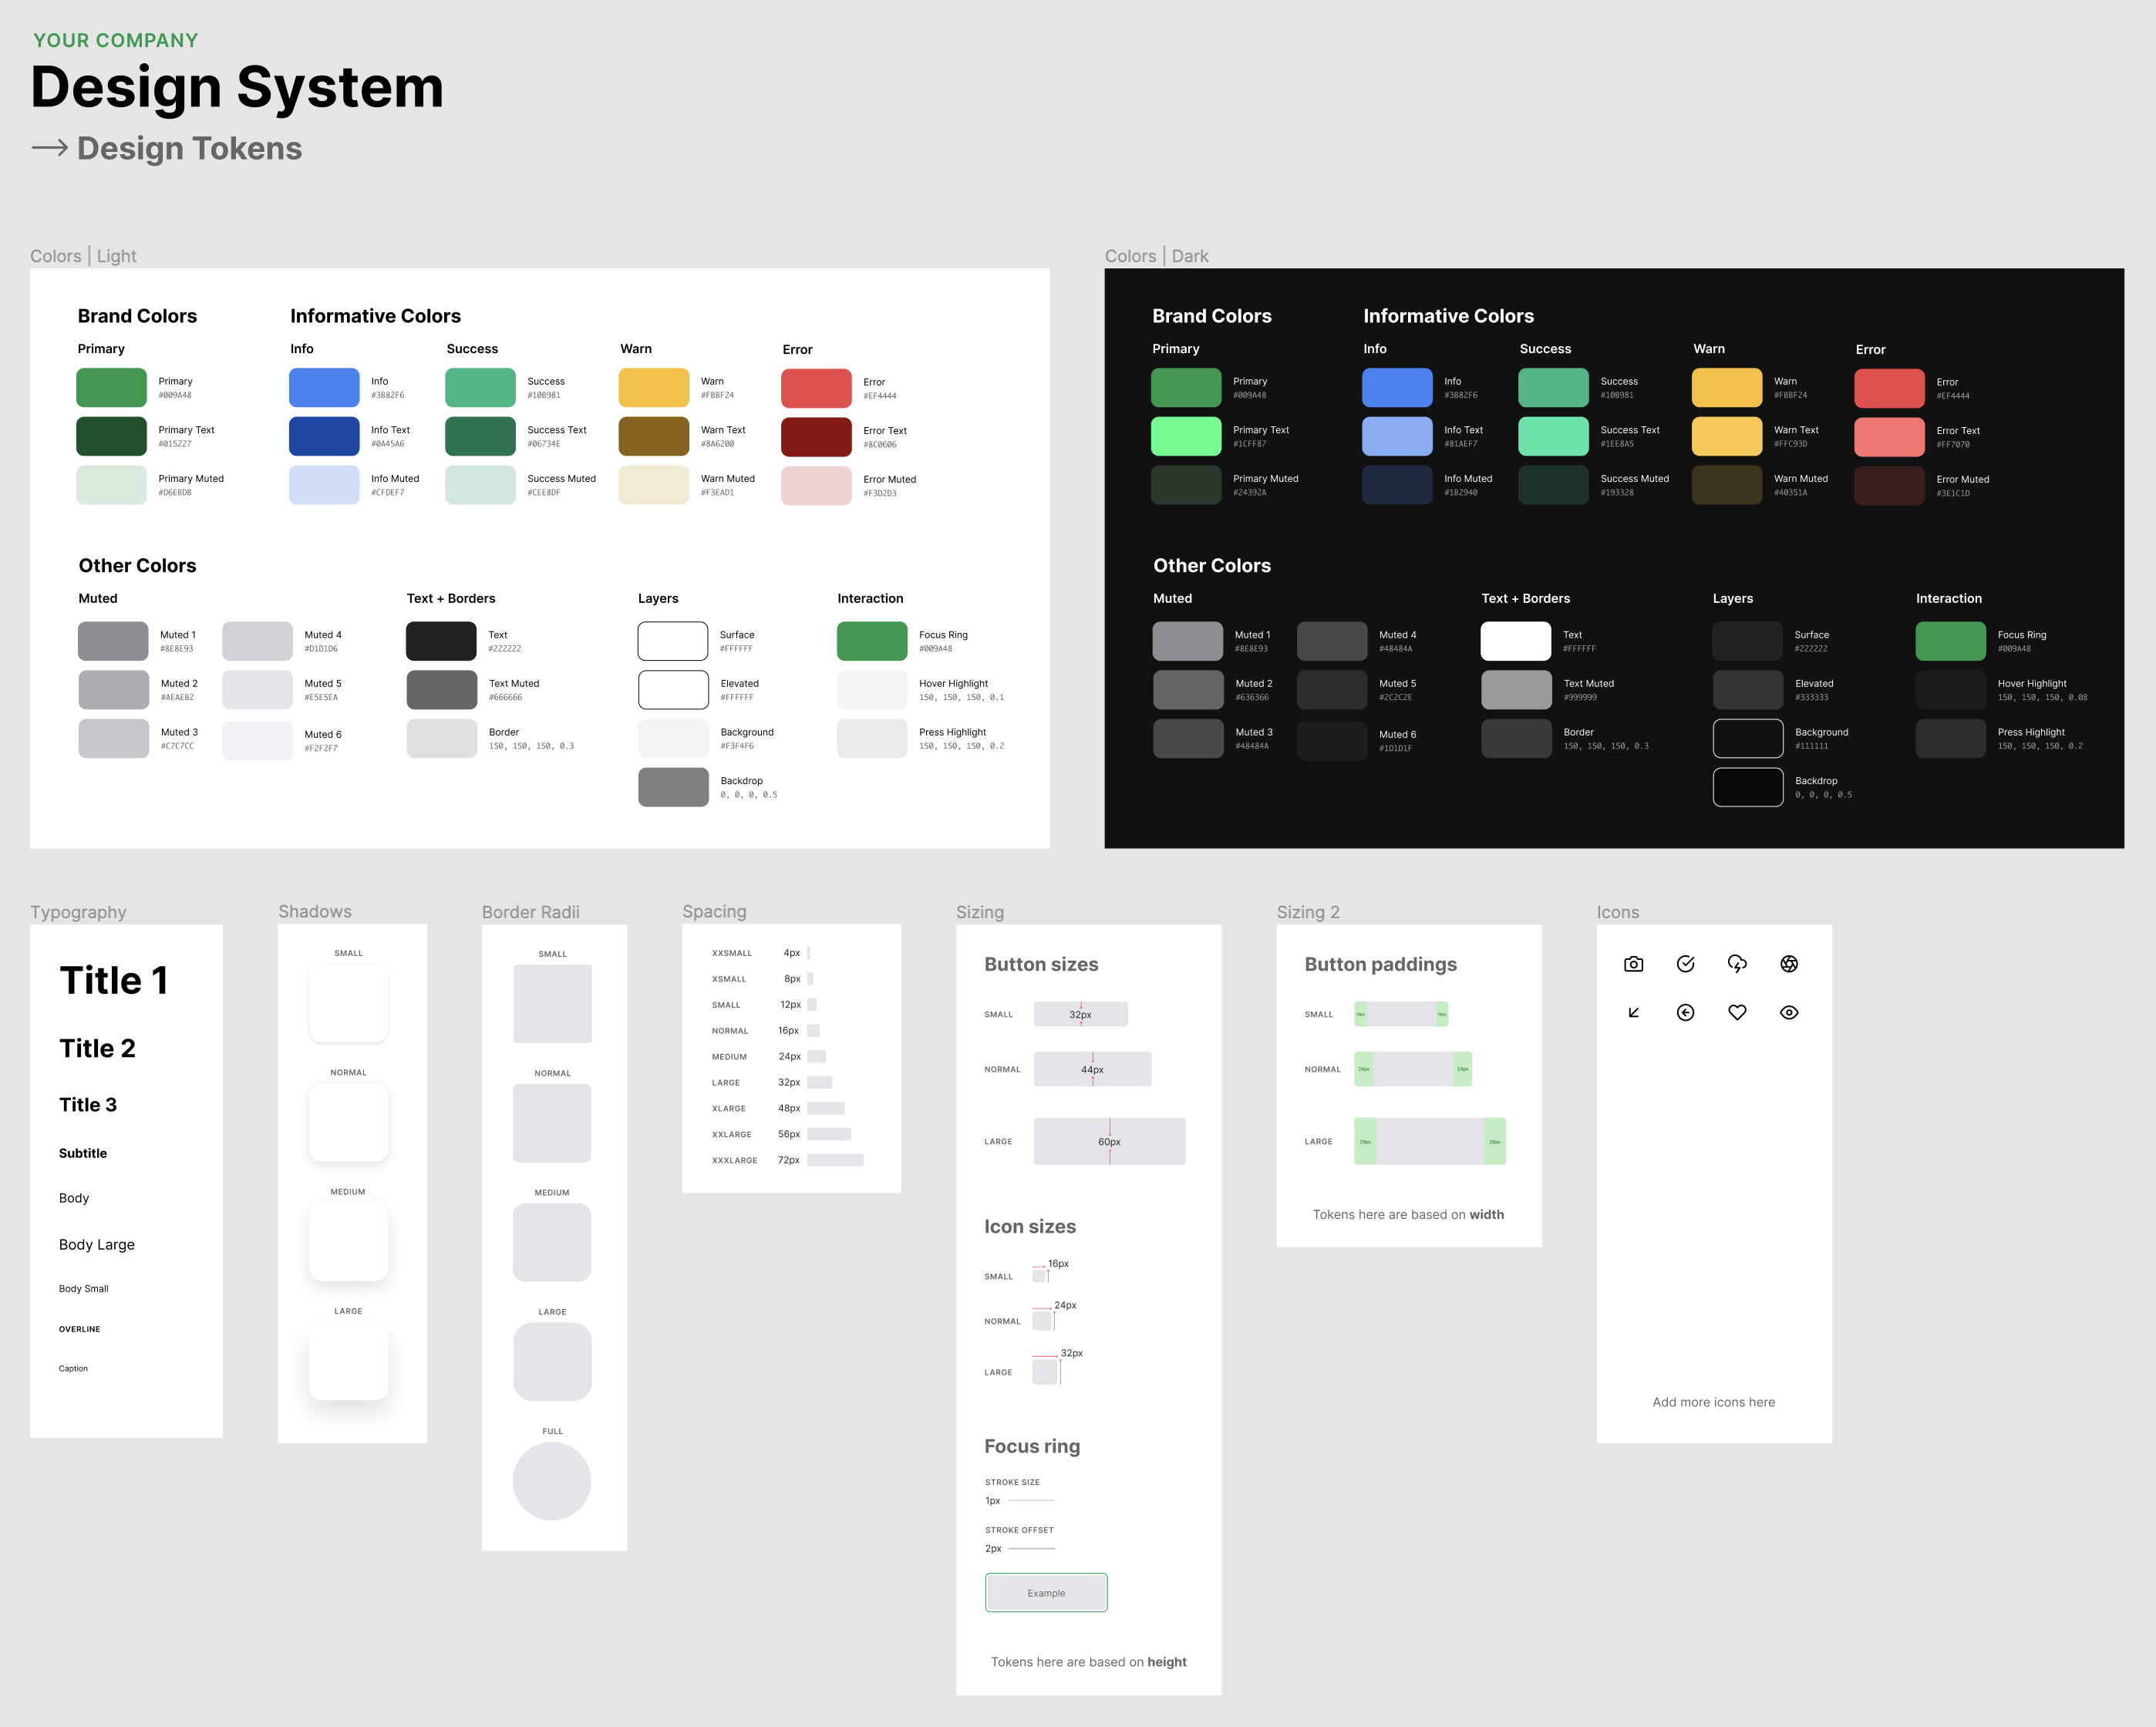 YOUR COMPANY
Design System
Design Tokens
Colors | Light
Brand Colors
Primary
Primary
#009A48
Primary Text
#015227
Primary Muted
#D6EBDB
Informative Colors
Info
Info
#3B82F6
Info Text
#0A45A6
Info Muted
#CFDEF7
Success
Success
#10B981
Success Text
#06734E
Success Muted
#CEE8DF
Warn
Warn
#FBBF24
Warn Text
#8A6200
Warn Muted
#F3EAD1
Error
Error
#EF4444
Error Text
#8C0606
Error Muted
#F3D2D3
Other Colors
Muted
Muted 1
#8E8E93
Muted 2
#AEAEB2
Muted 3
#C7C7CC
Muted 4
#D1D1D6
Muted 5
#E5E5EA
Muted 6
#F2F2F7
Text + Borders
Text
#222222
Text Muted
#666666
Border
150, 150, 150, 0.3
Layers
Surface
#FFFFFF
Elevated
#FFFFFF
Background
#F3F4F6
Backdrop
0, 0, 0, 0.5
Interaction
Focus Ring
#009A48
Hover Highlight
150, 150, 150, 0.1
Press Highlight
150, 150, 150, 0.2
Colors | Dark
Brand Colors
Primary
Primary
#009A48
Primary Text
#1CFF87
Primary Muted
#24392A
Informative Colors
Info
Info
#3B82F6
Info Text
#81AEF7
Info Muted
#1B2940
Success
Success
#10B981
Success Text
#1EE8A5
Success Muted
#193328
Warn
Warn
#FBBF24
Warn Text
#FFC93D
Warn Muted
#40351A
Error
Error
#EF4444
Error Text
#FF7070
Error Muted
#3E1C1D
Other Colors
Muted
Muted 1
#8E8E93
Muted 2
#636366
Muted 3
#48484A
Muted 4
#48484A
Muted 5
#2C2C2E
Muted 6
#1D1D1F
Text + Borders
Text
#FFFFFF
Text Muted
#999999
Border
150, 150, 150, 0.3
Layers
Surface
#222222
Elevated
#333333
Background
#111111
Backdrop
0, 0, 0, 0.5
Interaction
Focus Ring
#009A48
Hover Highlight
150, 150, 150, 0.08
Press Highlight
150, 150, 150, 0.2
Typography
Title 1
Title 2
Title 3
Subtitle
Body
Body Large
Body Small
OVERLINE
Caption
Shadows
SMALL
NORMAL
MEDIUM
LARGE
Border Radii
SMALL
NORMAL
MEDIUM
LARGE
FULL
Spacing
XXSMALL 4px
XSMALL 8px
SMALL 12px
NORMAL 16px
MEDIUM 24px
LARGE 32px
XLARGE 48px
XXLARGE 56px
XXXLARGE 72px
Sizing
Button sizes
SMALL 32px
NORMAL 44px
LARGE 60px
Icon sizes
SMALL 16px
NORMAL 24px
LARGE 32px
Focus ring
STROKE SIZE
1px
STROKE OFFSET
2px
Example
Tokens here are based on height
Sizing 2
Button paddings
SMALL 16px 16px
NORMAL 24px 24px
LARGE 28px 28px
Tokens here are based on width
Icons
Add more icons here